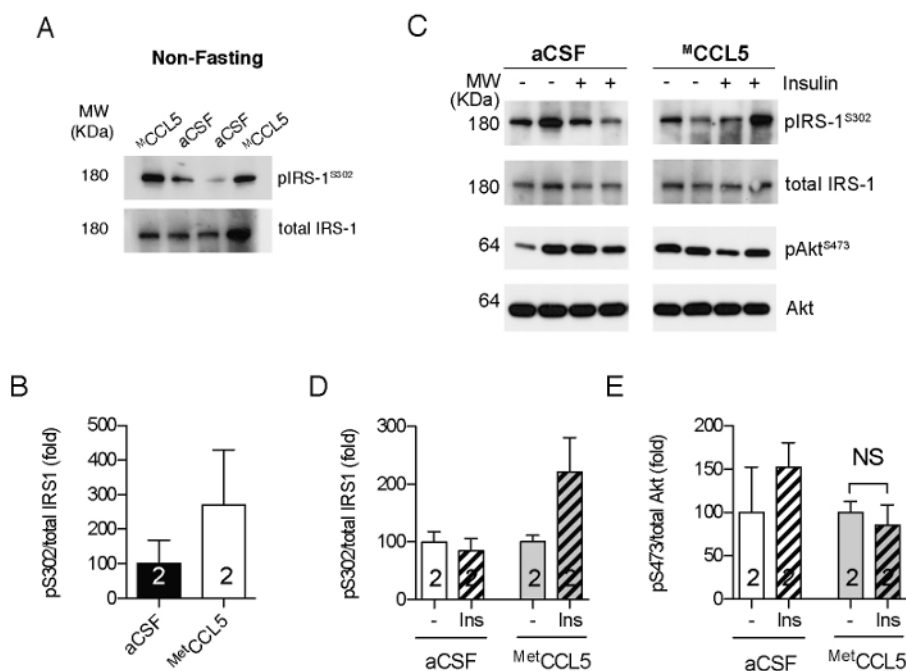 A
Non-Fasting
MW
(KDa)
ᴹCCL5 aCSF aCSF ᴹCCL5
180 pIRS-1ˢ³⁰²
180 total IRS-1
C
aCSF ᴹCCL5
MW
(KDa)
- - + + - - + + Insulin
180 pIRS-1ˢ³⁰²
180 total IRS-1
64 pAktˢ⁴⁷³
64 Akt
B
pS302/total IRS1 (fold)
500
400
300
200
100
0
2 2
aCSF ᴹᵉᵗCCL5
D
pS302/total IRS1 (fold)
300
200
100
0
2 2 2 2
- Ins - Ins
aCSF ᴹᵉᵗCCL5
E
pS473/total Akt (fold)
200
150
100
50
0
NS
2 2 2 2
- Ins - Ins
aCSF ᴹᵉᵗCCL5